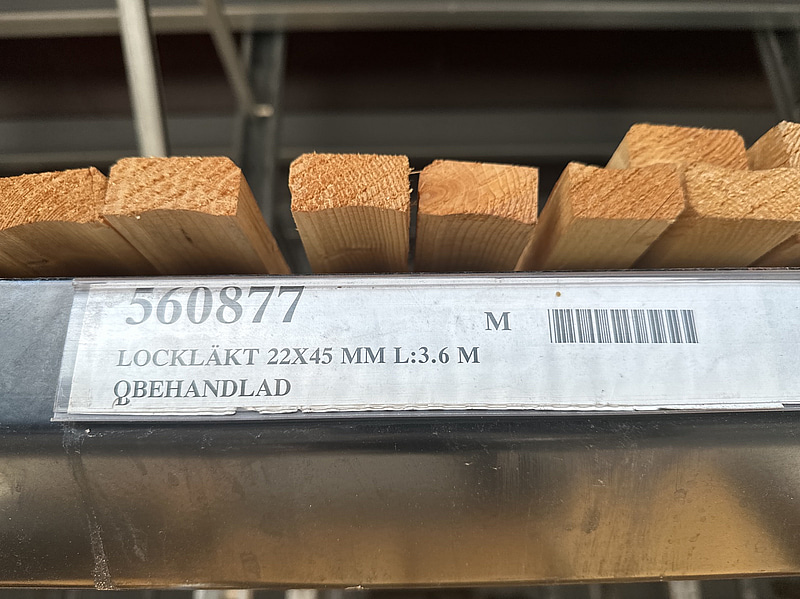 560877
M
LOCKLÄKT 22X45 MM L:3.6 M
OBEHANDLAD